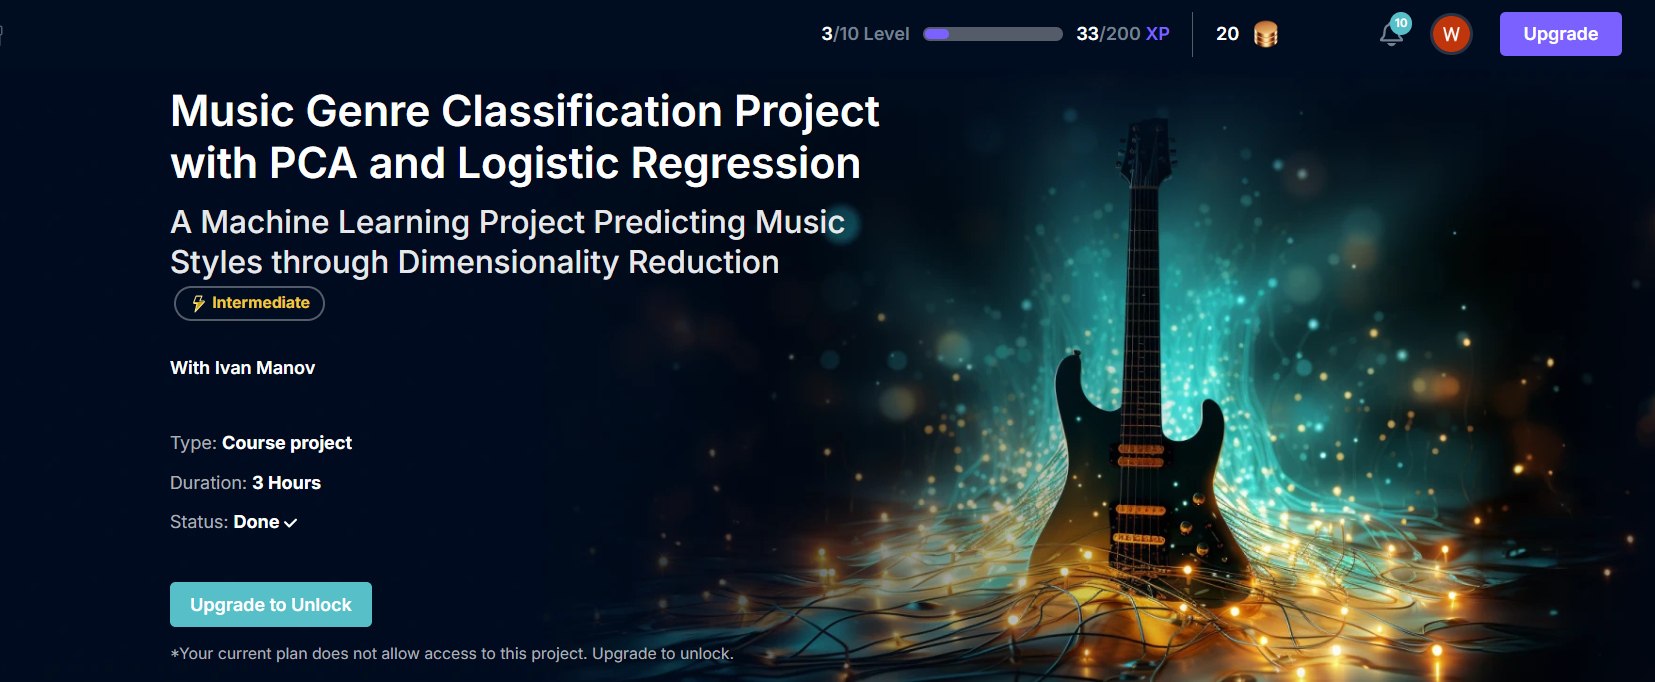 3/10 Level 33/200 XP 20 10 W Upgrade
Music Genre Classification Project
with PCA and Logistic Regression
A Machine Learning Project Predicting Music
Styles through Dimensionality Reduction
Intermediate
With Ivan Manov
Type: Course project
Duration: 3 Hours
Status: Done
Upgrade to Unlock
*Your current plan does not allow access to this project. Upgrade to unlock.